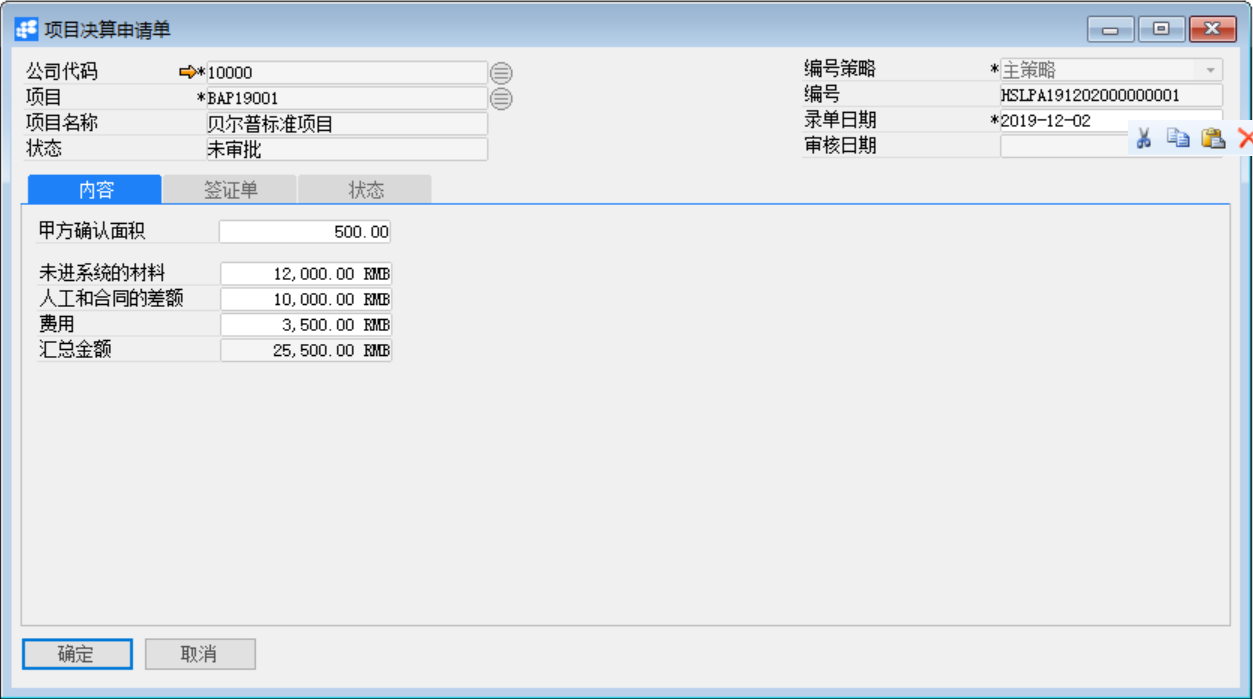 项目决算申请单
公司代码 *10000 编号策略 *主策略
项目 *BAP19001 编号 HSLPA191202000000001
项目名称 贝尔普标准项目 录单日期 *2019-12-02
状态 未审批 审核日期
内容 签证单 状态
甲方确认面积 500.00
未进系统的材料 12,000.00 RMB
人工和合同的差额 10,000.00 RMB
费用 3,500.00 RMB
汇总金额 25,500.00 RMB
确定 取消